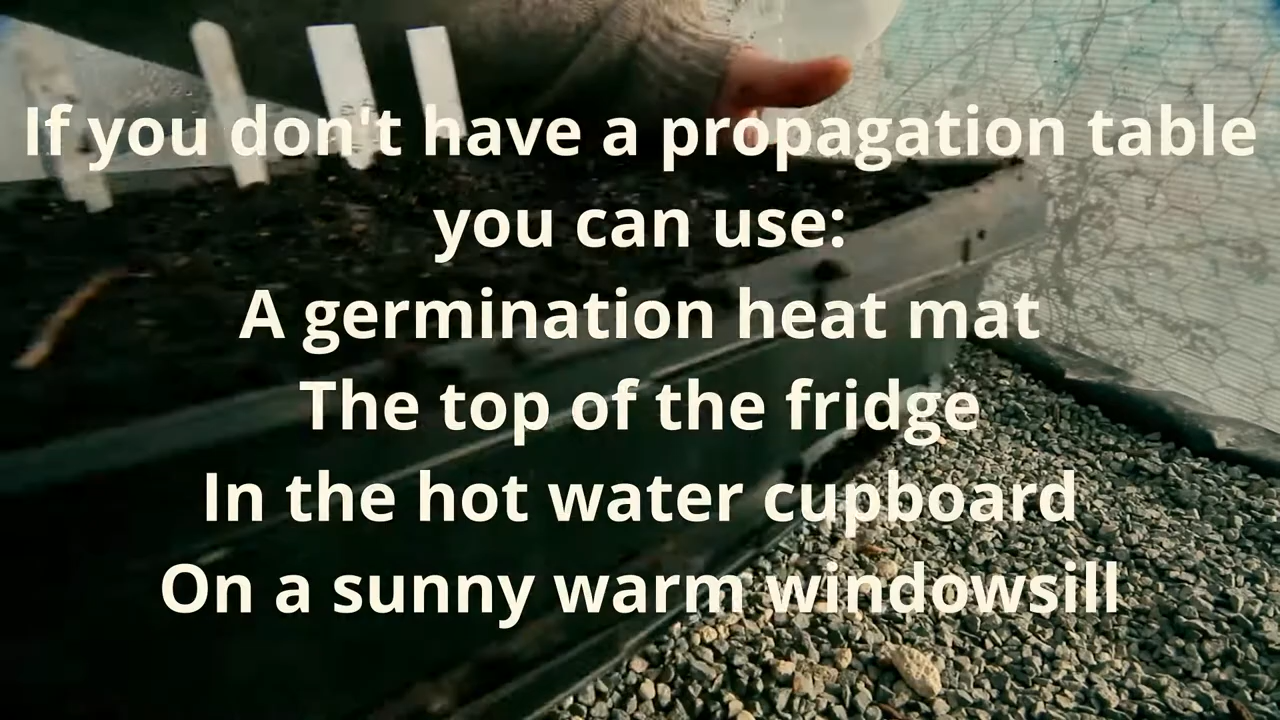 If you don't have a propagation table
you can use:
A germination heat mat
The top of the fridge
In the hot water cupboard
On a sunny warm windowsill